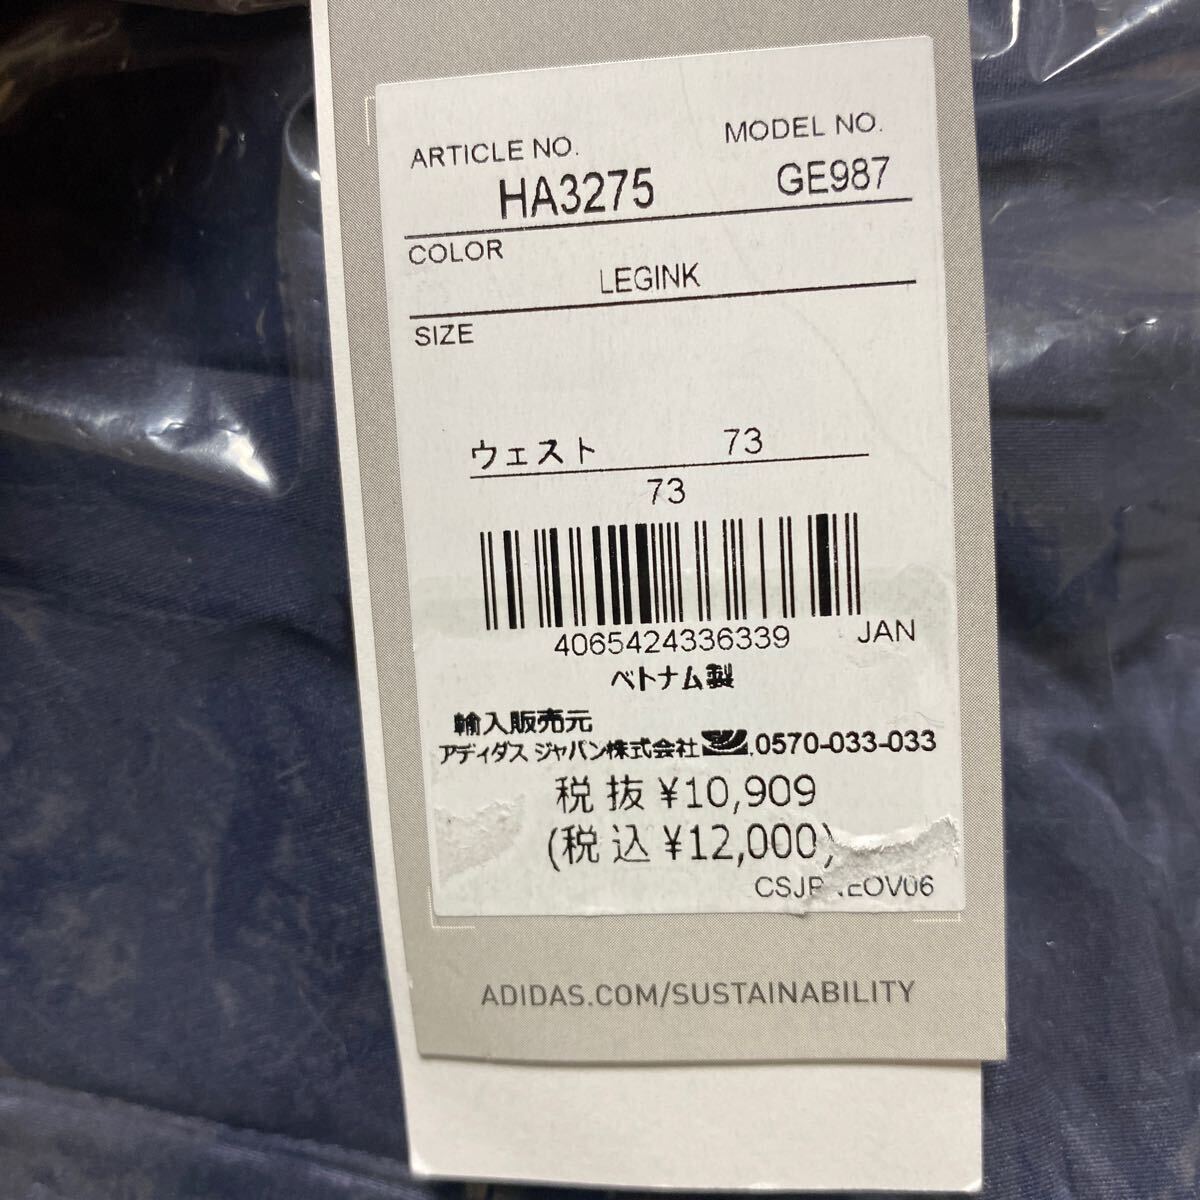 ARTICLE NO. MODEL NO.
HA3275 GE987
COLOR
LEGINK
SIZE
ウェスト 73
73
4065424336339 JAN
ベトナム製
輸入販売元
アディダス ジャパン株式会社 0570-033-033
税抜 ¥10,909
(税込 ¥12,000)
ADIDAS.COM/SUSTAINABILITY